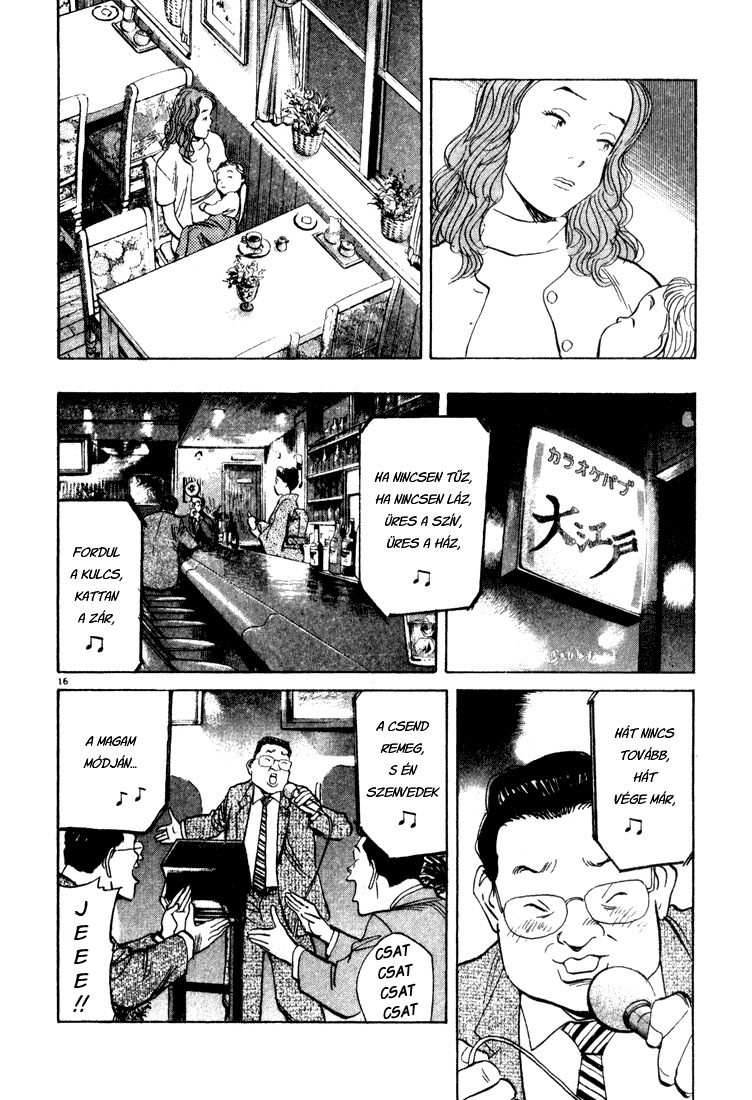 カラオケパブ
大江戸
HA NINCSEN TŰZ,
HA NINCSEN LÁZ,
ÜRES A SZÍV,
ÜRES A HÁZ,
♫
FORDUL
A KULCS,
KATTAN
A ZÁR,
♫
16
HÁT NINCS
TOVÁBB,
HÁT
VÉGE MÁR,
♫
A CSEND
REMEG,
S ÉN
SZENVEDEK
♫
A MAGAM
MÓDJÁN...
♪♪
JEEE!!
CSAT
CSAT
CSAT
CSAT